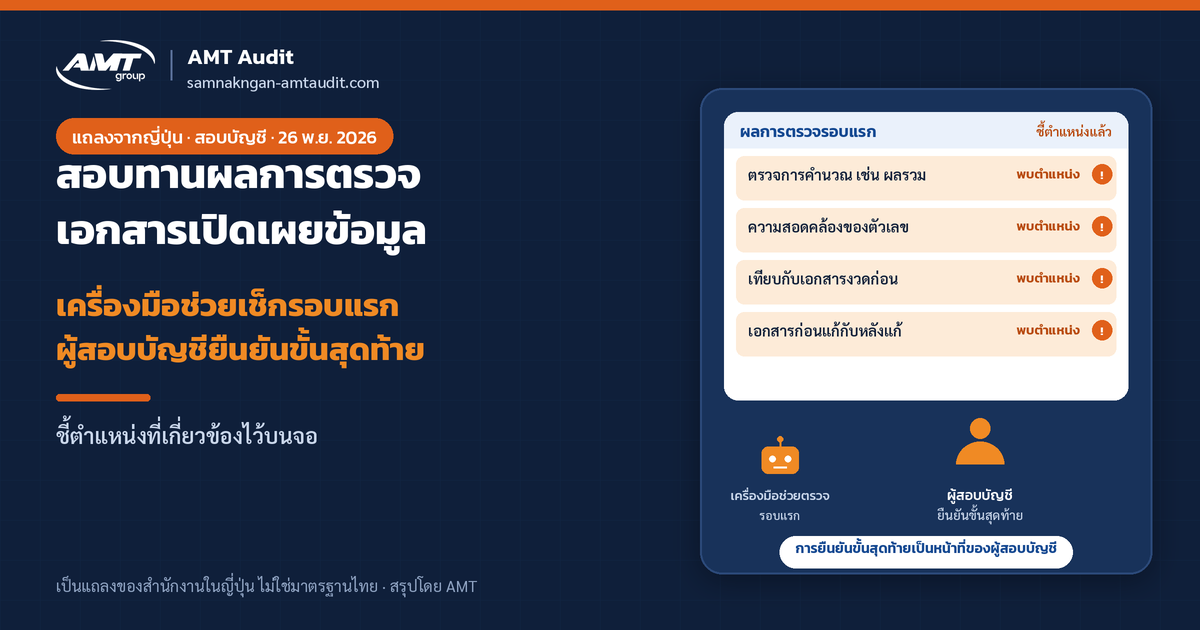 AMT
group
AMT Audit
samnakngan-amtaudit.com
แถลงจากญี่ปุ่น · สอบบัญชี · 26 พ.ย. 2026
สอบทานผลการตรวจ
เอกสารเปิดเผยข้อมูล
เครื่องมือช่วยเช็กรอบแรก
ผู้สอบบัญชียืนยันขั้นสุดท้าย
ชี้ตำแหน่งที่เกี่ยวข้องไว้บนจอ
เป็นแถลงของสำนักงานในญี่ปุ่น ไม่ใช่มาตรฐานไทย · สรุปโดย AMT
ผลการตรวจรอบแรก
ชี้ตำแหน่งแล้ว
ตรวจการคำนวณ เช่น ผลรวม พบตำแหน่ง !
ความสอดคล้องของตัวเลข พบตำแหน่ง !
เทียบกับเอกสารงวดก่อน พบตำแหน่ง !
เอกสารก่อนแก้กับหลังแก้ พบตำแหน่ง !
เครื่องมือช่วยตรวจ
รอบแรก
ผู้สอบบัญชี
ยืนยันขั้นสุดท้าย
การยืนยันขั้นสุดท้ายเป็นหน้าที่ของผู้สอบบัญชี